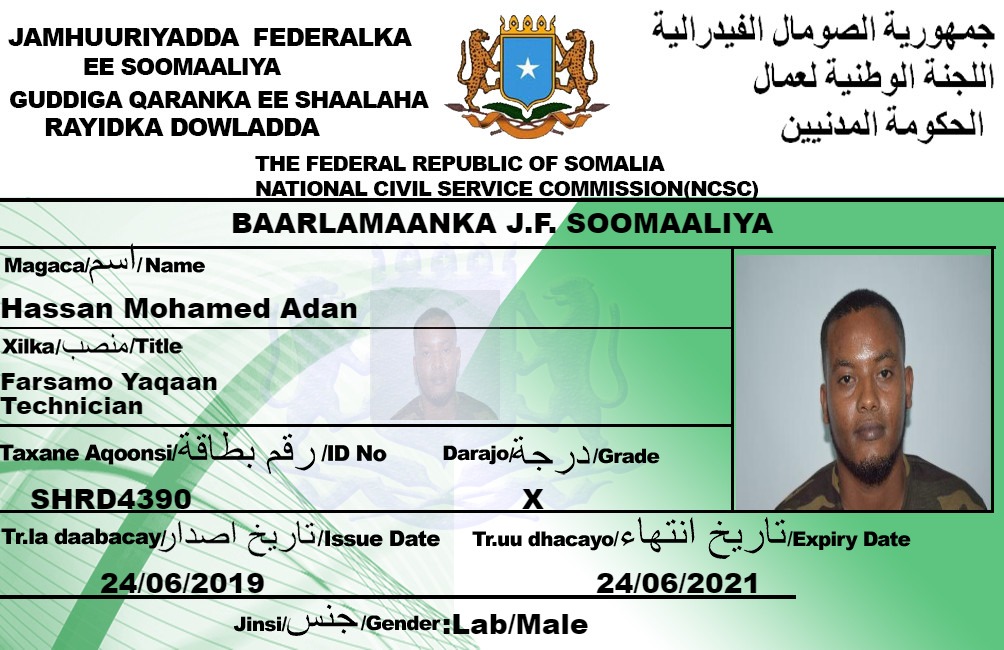 JAMHUURIYADDA FEDERALKA
EE SOOMAALIYA
GUDDIGA QARANKA EE SHAALAHA
RAYIDKA DOWLADDA
جمهورية الصومال الفيدرالية
اللجنة الوطنية لعمال
الحكومة المدنيين
THE FEDERAL REPUBLIC OF SOMALIA
NATIONAL CIVIL SERVICE COMMISSION(NCSC)
BAARLAMAANKA J.F. SOOMAALIYA
Magaca/اسم/Name
Hassan Mohamed Adan
Xilka/منصب/Title
Farsamo Yaqaan
Technician
Taxane Aqoonsi/رقم بطاقة/ID No
SHRD4390
Darajo/درجة/Grade
X
Tr.la daabacay/تاريخ اصدار/Issue Date
24/06/2019
Tr.uu dhacayo/تاريخ انتهاء/Expiry Date
24/06/2021
Jinsi/جنس/Gender:Lab/Male